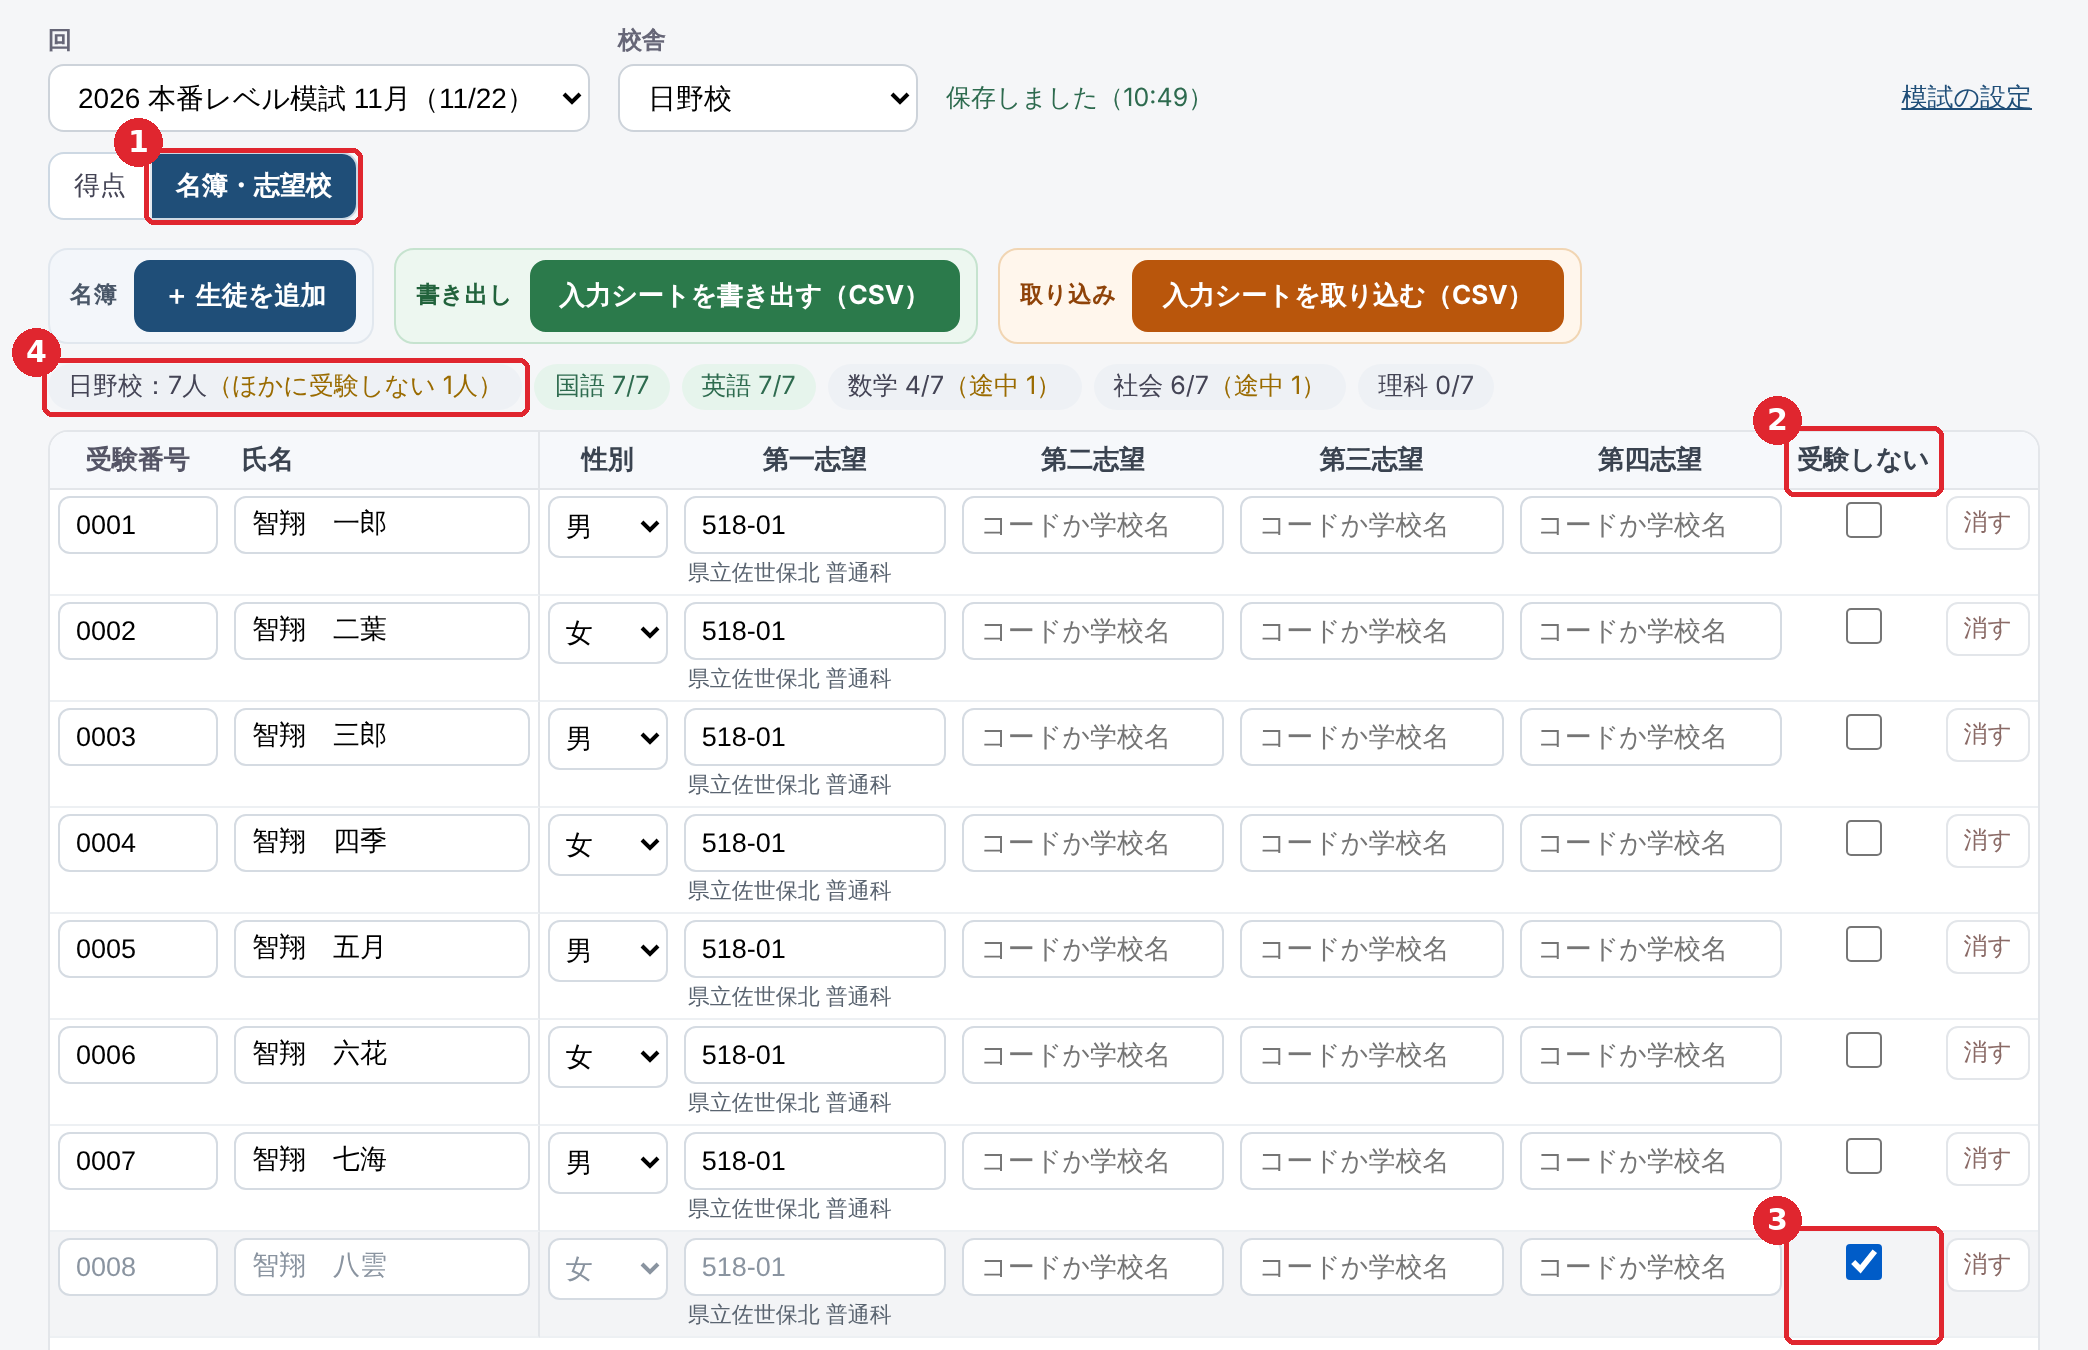 回
校舎
2026 本番レベル模試 11月（11/22）
日野校
保存しました（10:49）
模試の設定
1
得点
名簿・志望校
名簿
+ 生徒を追加
書き出し
入力シートを書き出す（CSV）
取り込み
入力シートを取り込む（CSV）
4
日野校：7人（ほかに受験しない 1人）
国語 7/7
英語 7/7
数学 4/7（途中 1）
社会 6/7（途中 1）
理科 0/7
2
受験番号 氏名 性別 第一志望 第二志望 第三志望 第四志望 受験しない
0001 智翔　一郎 男 518-01 コードか学校名 コードか学校名 コードか学校名 消す
県立佐世保北 普通科
0002 智翔　二葉 女 518-01 コードか学校名 コードか学校名 コードか学校名 消す
県立佐世保北 普通科
0003 智翔　三郎 男 518-01 コードか学校名 コードか学校名 コードか学校名 消す
県立佐世保北 普通科
0004 智翔　四季 女 518-01 コードか学校名 コードか学校名 コードか学校名 消す
県立佐世保北 普通科
0005 智翔　五月 男 518-01 コードか学校名 コードか学校名 コードか学校名 消す
県立佐世保北 普通科
0006 智翔　六花 女 518-01 コードか学校名 コードか学校名 コードか学校名 消す
県立佐世保北 普通科
0007 智翔　七海 男 518-01 コードか学校名 コードか学校名 コードか学校名 消す
県立佐世保北 普通科
3
0008 智翔　八雲 女 518-01 コードか学校名 コードか学校名 コードか学校名 消す
県立佐世保北 普通科